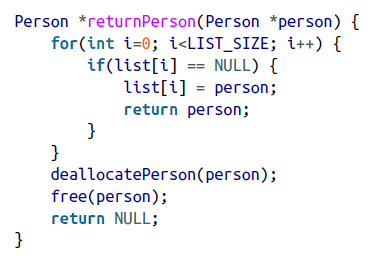 Person *returnPerson(Person *person) {
    for(int i=0; i<LIST_SIZE; i++) {
        if(list[i] == NULL) {
            list[i] = person;
            return person;
        }
    }
    deallocatePerson(person);
    free(person);
    return NULL;
}